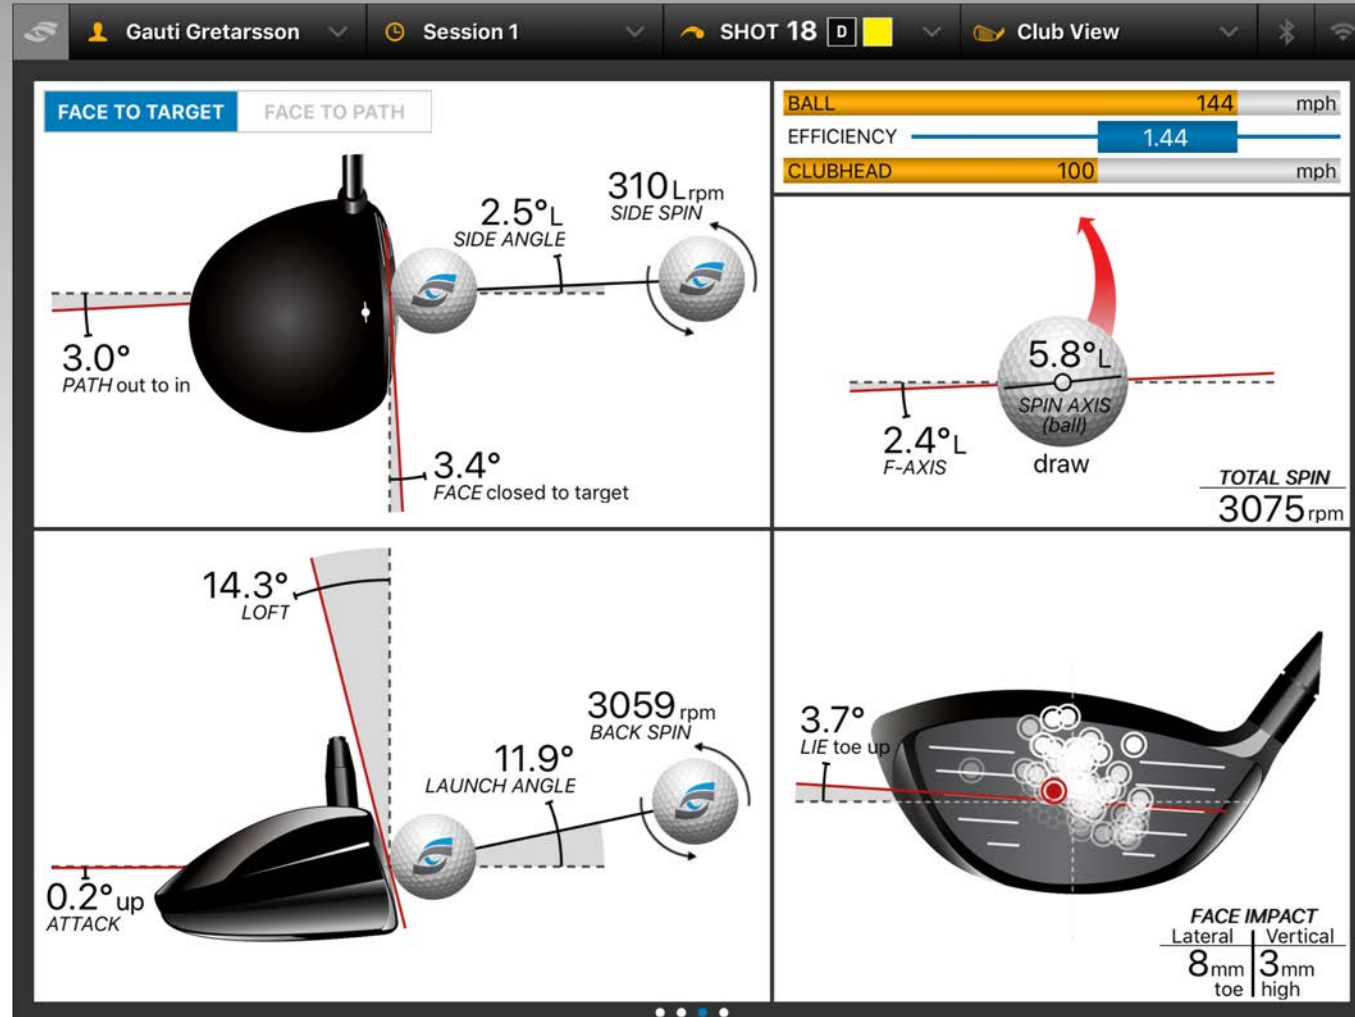 Gauti Gretarsson
Session 1
SHOT 18 D
Club View
FACE TO TARGET
FACE TO PATH
310 L rpm
SIDE SPIN
2.5° L
SIDE ANGLE
3.0°
PATH out to in
3.4°
FACE closed to target
BALL 144 mph
EFFICIENCY 1.44
CLUBHEAD 100 mph
5.8° L
SPIN AXIS
(ball)
2.4° L
F-AXIS
draw
TOTAL SPIN
3075 rpm
14.3°
LOFT
3059 rpm
BACK SPIN
11.9°
LAUNCH ANGLE
0.2° up
ATTACK
3.7°
LIE toe up
FACE IMPACT
Lateral Vertical
8 mm 3 mm
toe high